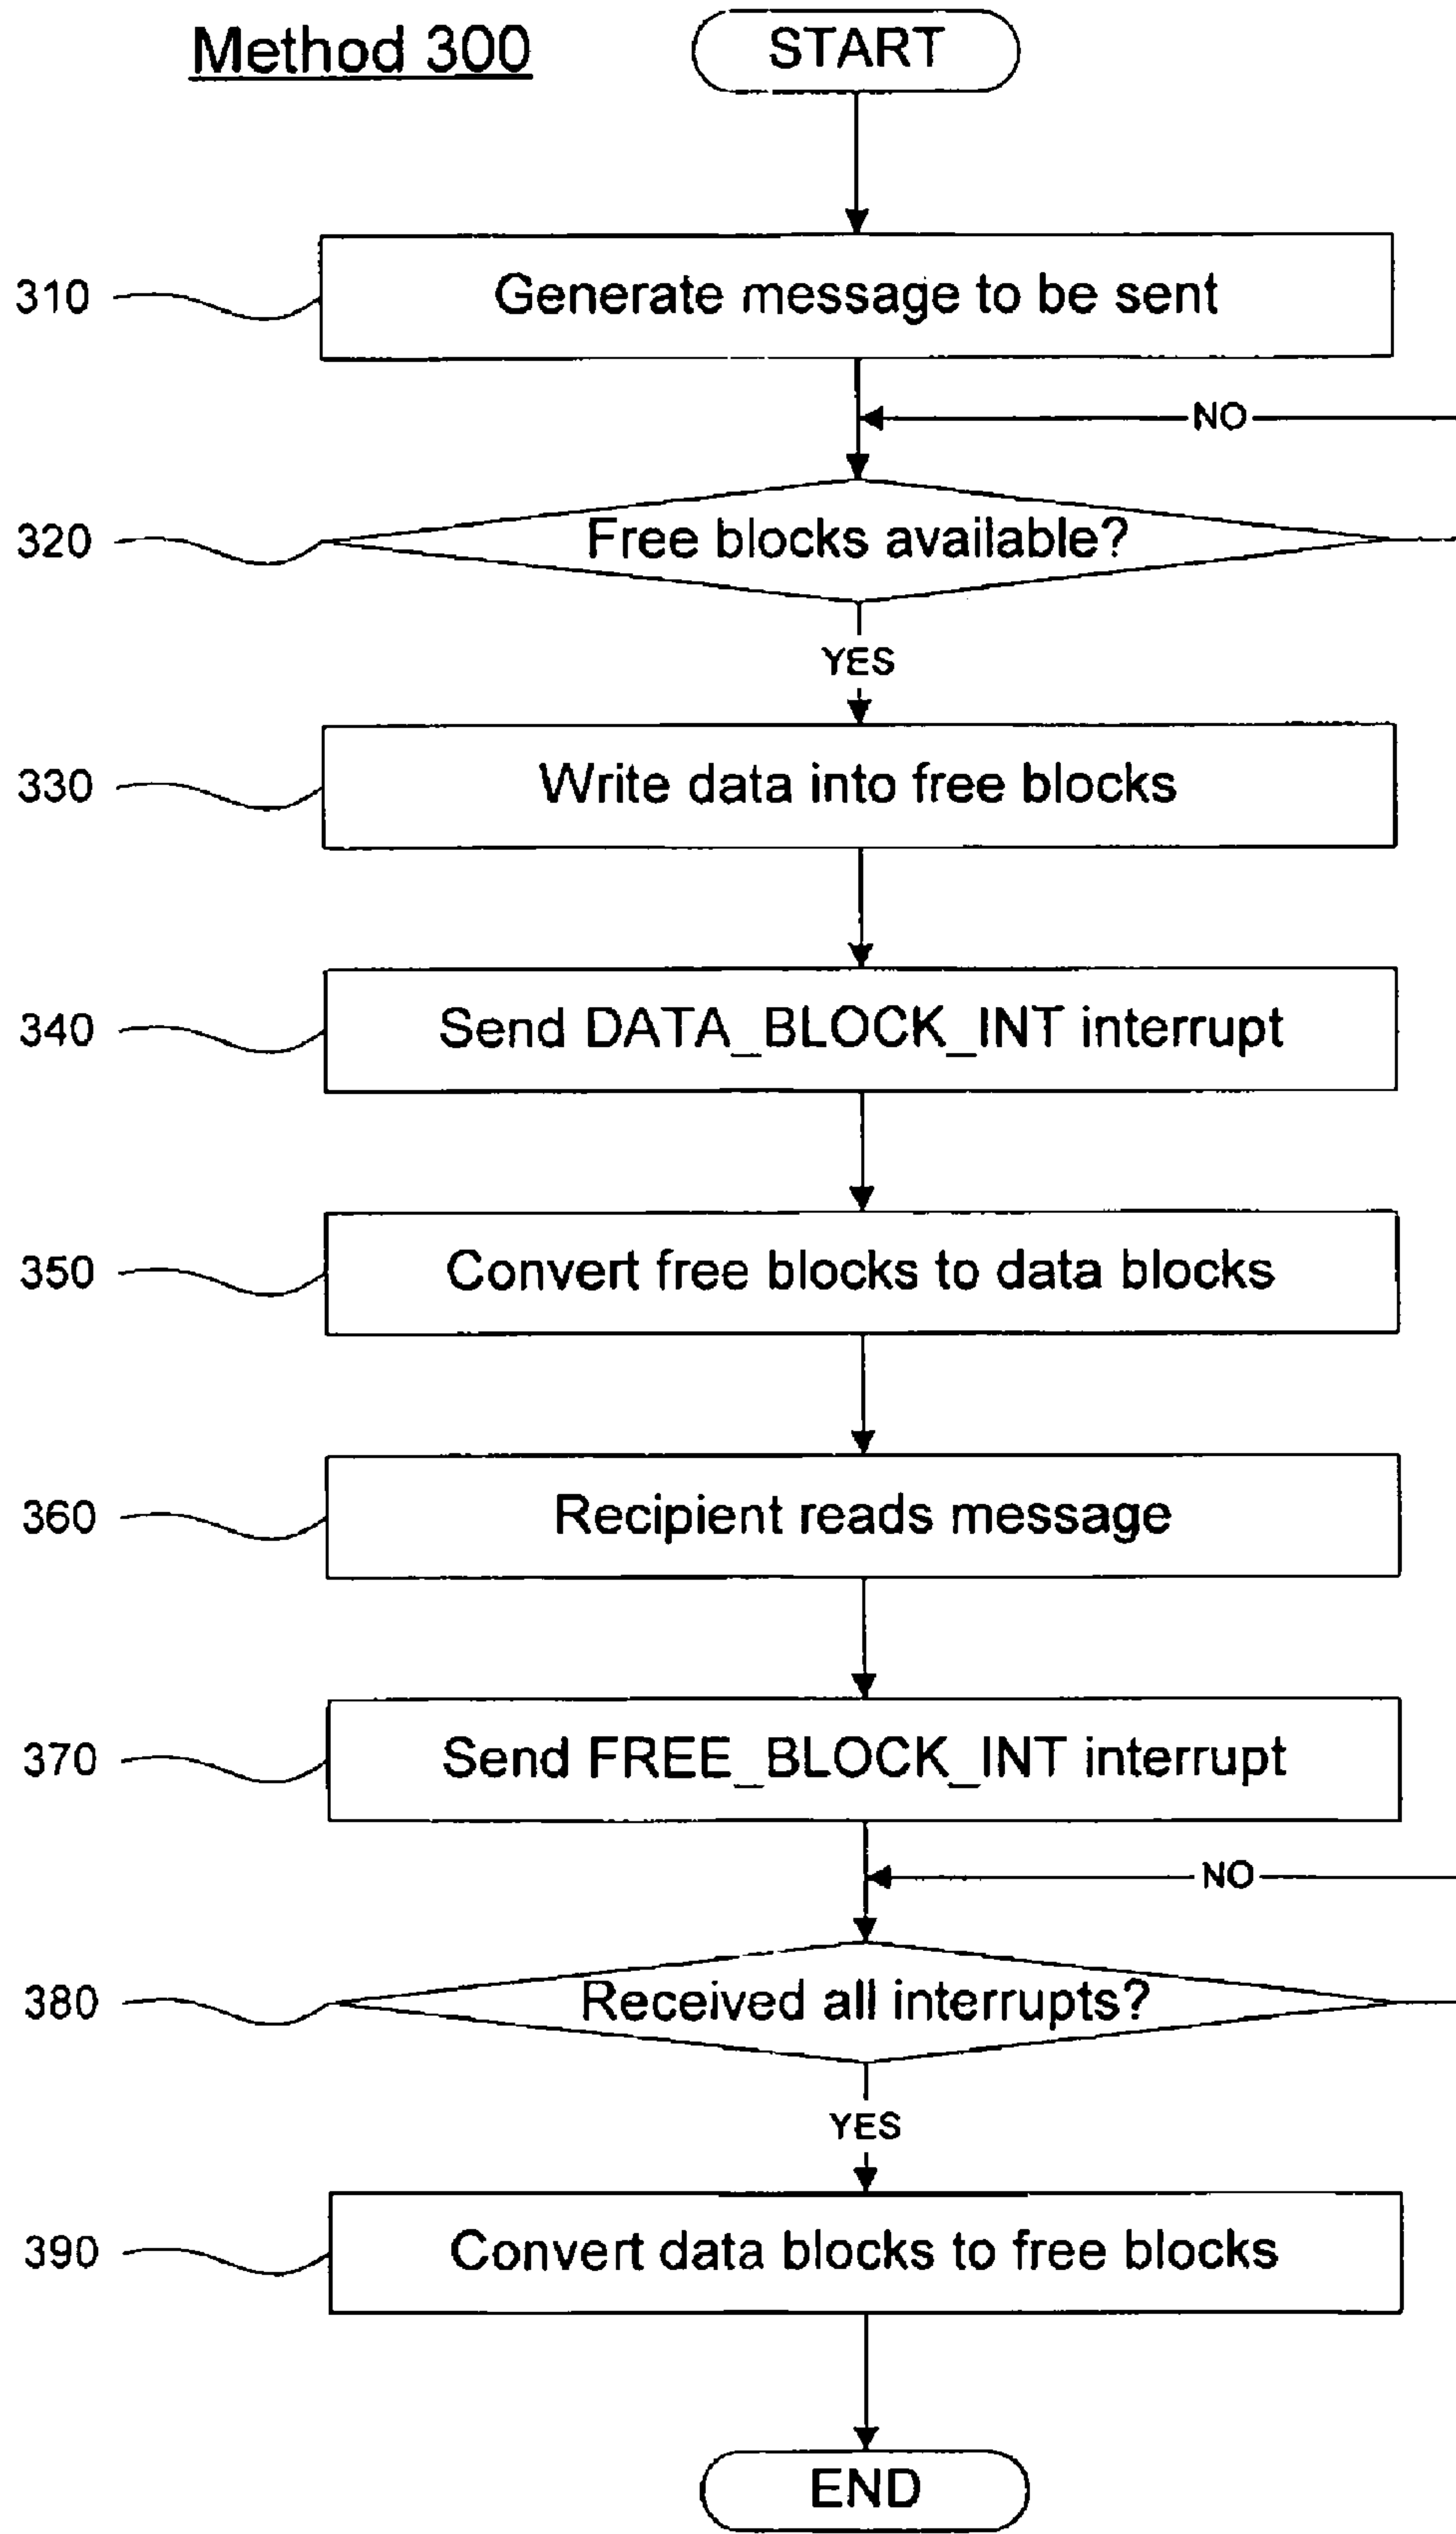 Method 300
START
310
Generate message to be sent
NO
320
Free blocks available?
YES
330
Write data into free blocks
340
Send DATA_BLOCK_INT interrupt
350
Convert free blocks to data blocks
360
Recipient reads message
370
Send FREE_BLOCK_INT interrupt
NO
380
Received all interrupts?
YES
390
Convert data blocks to free blocks
END